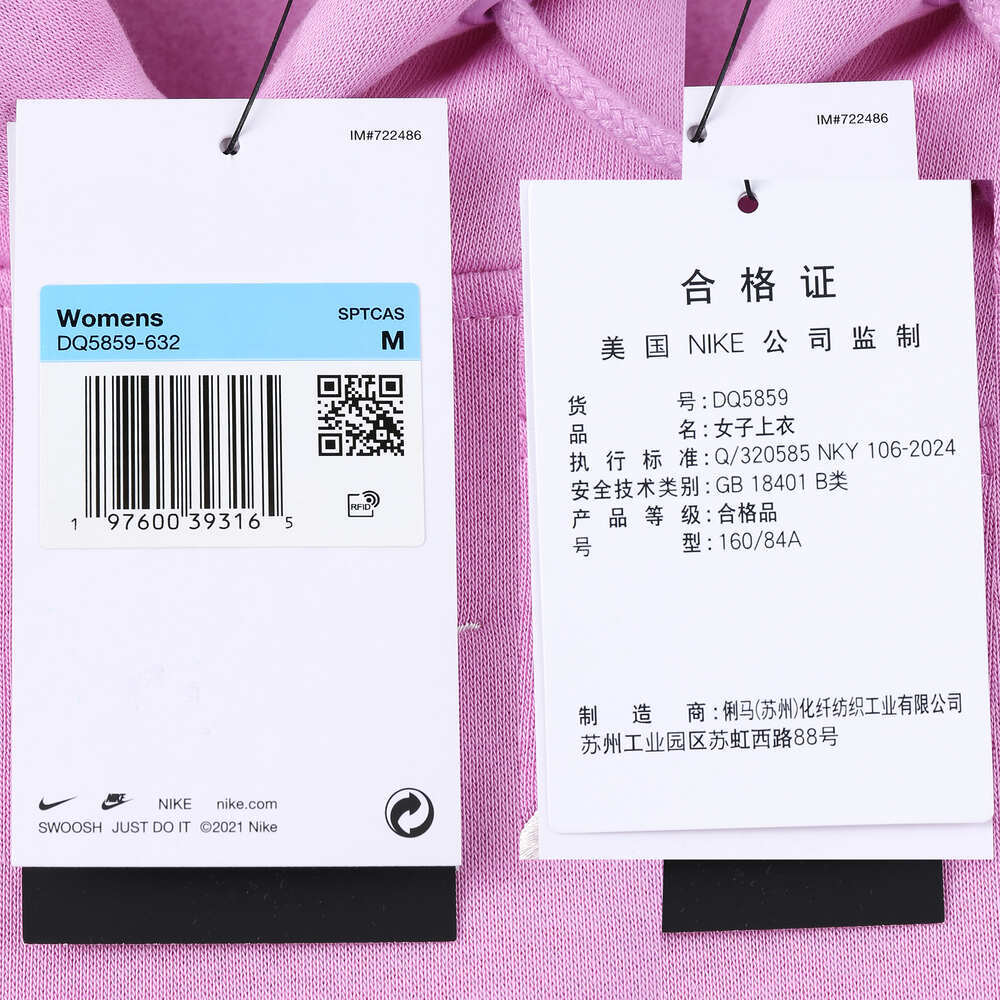 IM#722486
Womens
SPTCAS
DQ5859-632
M
RFID
1 97600 39316 5
NIKE
NIKE nike.com
SWOOSH JUST DO IT ©2021 Nike
IM#722486
合格证
美国 NIKE 公司监制
货号:DQ5859
品名:女子上衣
执行标准:Q/320585 NKY 106-2024
安全技术类别:GB 18401 B类
产品等级:合格品
号型:160/84A
制造商:俐马(苏州)化纤纺织工业有限公司
苏州工业园区苏虹西路88号